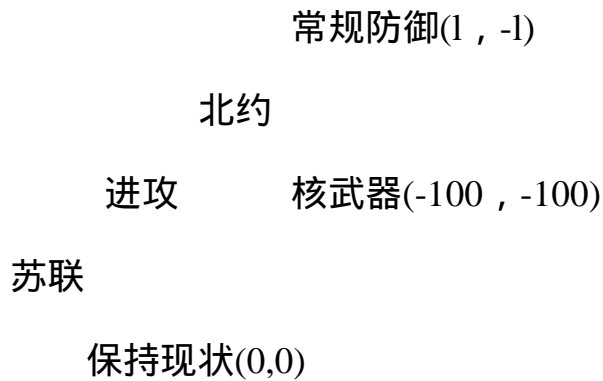 常规防御(l，-l)
北约
进攻 核武器(-100，-100)
苏联
保持现状(0,0)